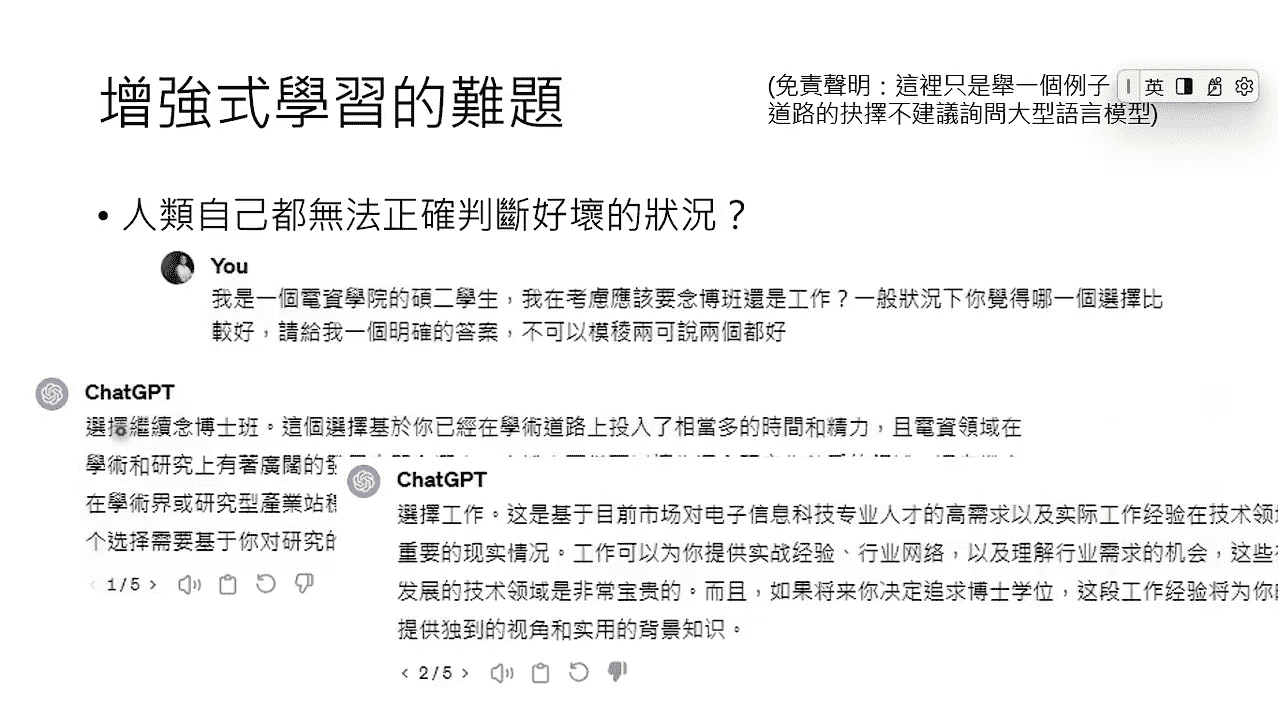 增強式學習的難題
(免責聲明：這裡只是舉一個例子
道路的抉擇不建議詢問大型語言模型)
英
• 人類自己都無法正確判斷好壞的狀況？
You
我是一個電資學院的碩二學生，我在考慮應該要念博班還是工作？一般狀況下你覺得哪一個選擇比
較好，請給我一個明確的答案，不可以模稜兩可說兩個都好
ChatGPT
選擇繼續念博士班。這個選擇基於你已經在學術道路上投入了相當多的時間和精力，且電資領域在
學術和研究上有著廣闊的
在學術界或研究型產業站
个选择需要基于你对研究的
1/5
ChatGPT
選擇工作。这是基于目前市场对电子信息科技专业人才的高需求以及实际工作经验在技术领域
重要的现实情况。工作可以为你提供实战经验、行业网络，以及理解行业需求的机会，这些
发展的技术领域是非常宝贵的。而且，如果将来你决定追求博士学位，这段工作经验将为你
提供独到的视角和实用的背景知识。
2/5